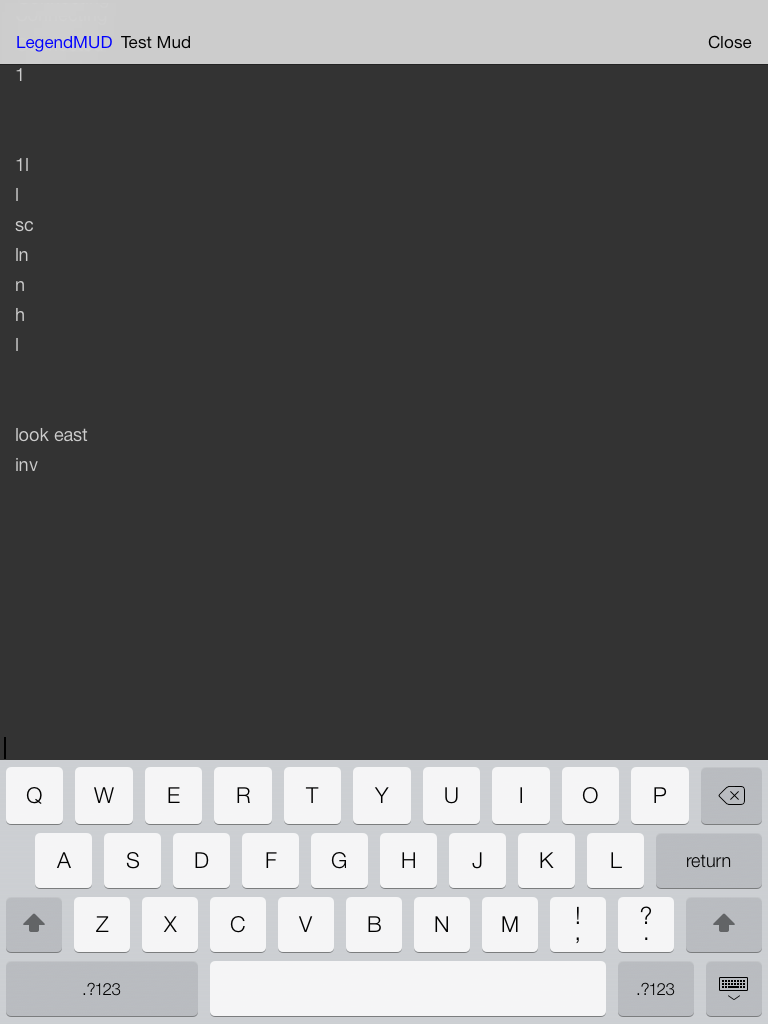 LegendMUD Test Mud Close
1
1l
l
sc
ln
n
h
l
look east
inv
Q W E R T Y U I O P
A S D F G H J K L return
Z X C V B N M ! , ? .
.?123 .?123